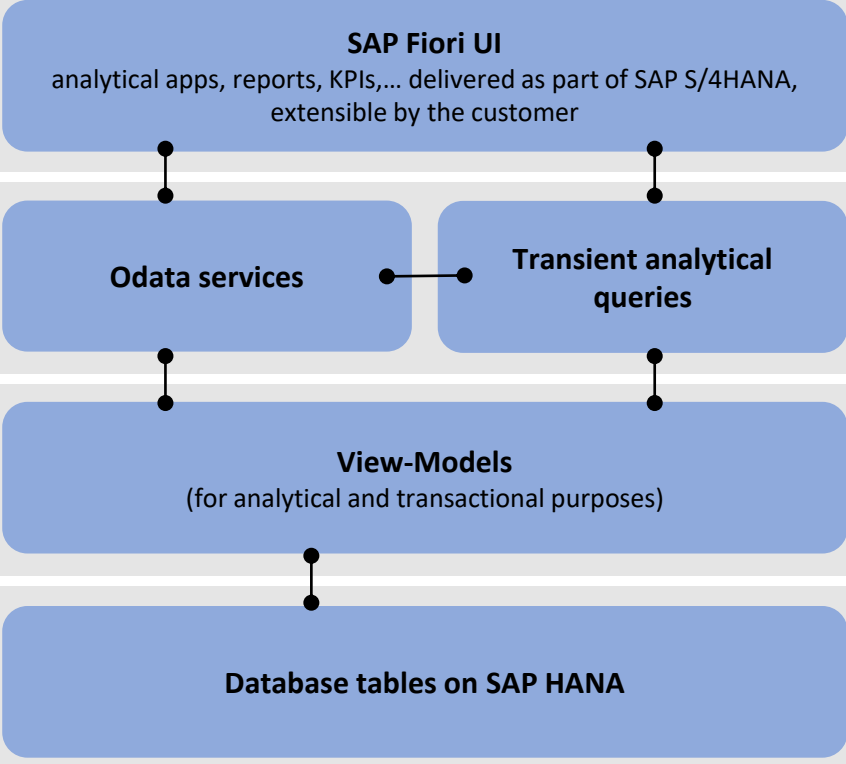 SAP Fiori UI
analytical apps, reports, KPIs,... delivered as part of SAP S/4HANA,
extensible by the customer
Odata services
Transient analytical
queries
View-Models
(for analytical and transactional purposes)
Database tables on SAP HANA